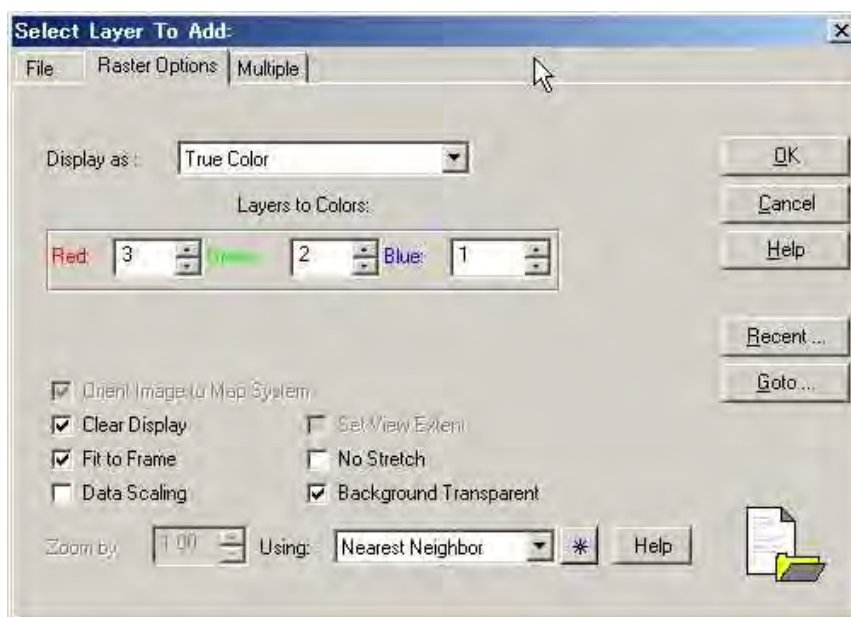 Select Layer To Add:
File Raster Options Multiple
Display as : True Color
OK
Layers to Colors:
Cancel
Red: 3 Green: 2 Blue: 1
Help
Recent ...
Goto ...
Orient Image to Map System
Clear Display Set View Extent
Fit to Frame No Stretch
Data Scaling Background Transparent
Zoom by 1.00 Using: Nearest Neighbor * Help